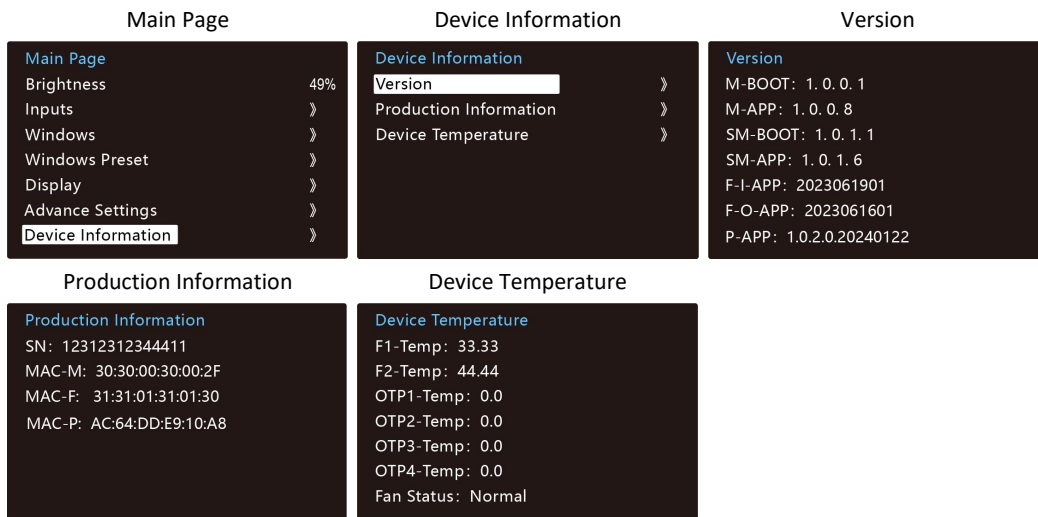 Main Page
Main Page
Brightness 49%
Inputs 》
Windows 》
Windows Preset 》
Display 》
Advance Settings 》
Device Information 》
Device Information
Device Information
Version 》
Production Information 》
Device Temperature 》
Version
Version
M-BOOT: 1. 0. 0. 1
M-APP: 1. 0. 0. 8
SM-BOOT: 1. 0. 1. 1
SM-APP: 1. 0. 1. 6
F-I-APP: 2023061901
F-O-APP: 2023061601
P-APP: 1.0.2.0.20240122
Production Information
Production Information
SN: 12312312344411
MAC-M: 30:30:00:30:00:2F
MAC-F: 31:31:01:31:01:30
MAC-P: AC:64:DD:E9:10:A8
Device Temperature
Device Temperature
F1-Temp: 33.33
F2-Temp: 44.44
OTP1-Temp: 0.0
OTP2-Temp: 0.0
OTP3-Temp: 0.0
OTP4-Temp: 0.0
Fan Status: Normal